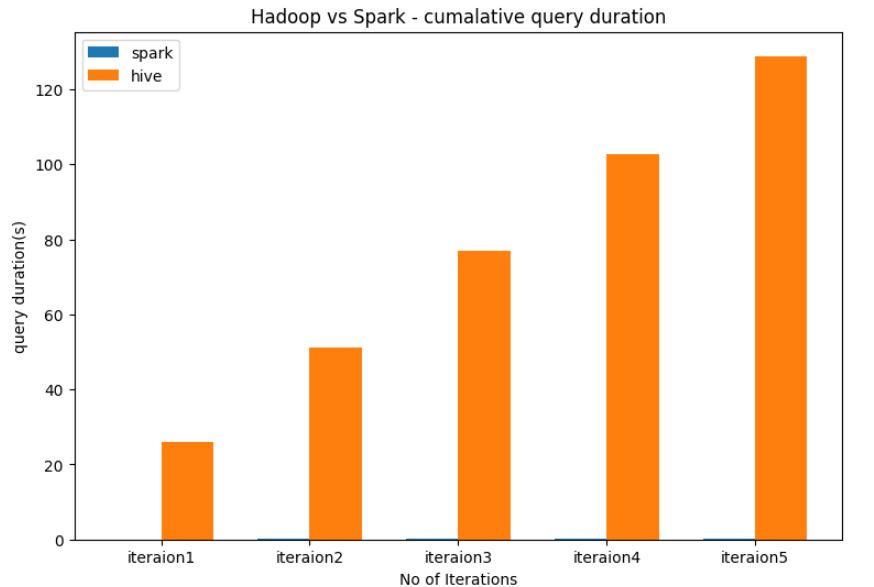 Hadoop vs Spark - cumalative query duration
spark
hive
query duration(s)
120
100
80
60
40
20
0
iteraion1 iteraion2 iteraion3 iteraion4 iteraion5
No of Iterations